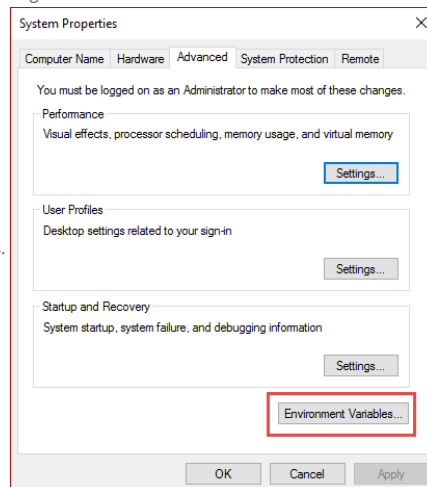 System Properties
Computer Name Hardware Advanced System Protection Remote
You must be logged on as an Administrator to make most of these changes.
Performance
Visual effects, processor scheduling, memory usage, and virtual memory
Settings...
User Profiles
Desktop settings related to your sign-in
Settings...
Startup and Recovery
System startup, system failure, and debugging information
Settings...
Environment Variables...
OK Cancel Apply